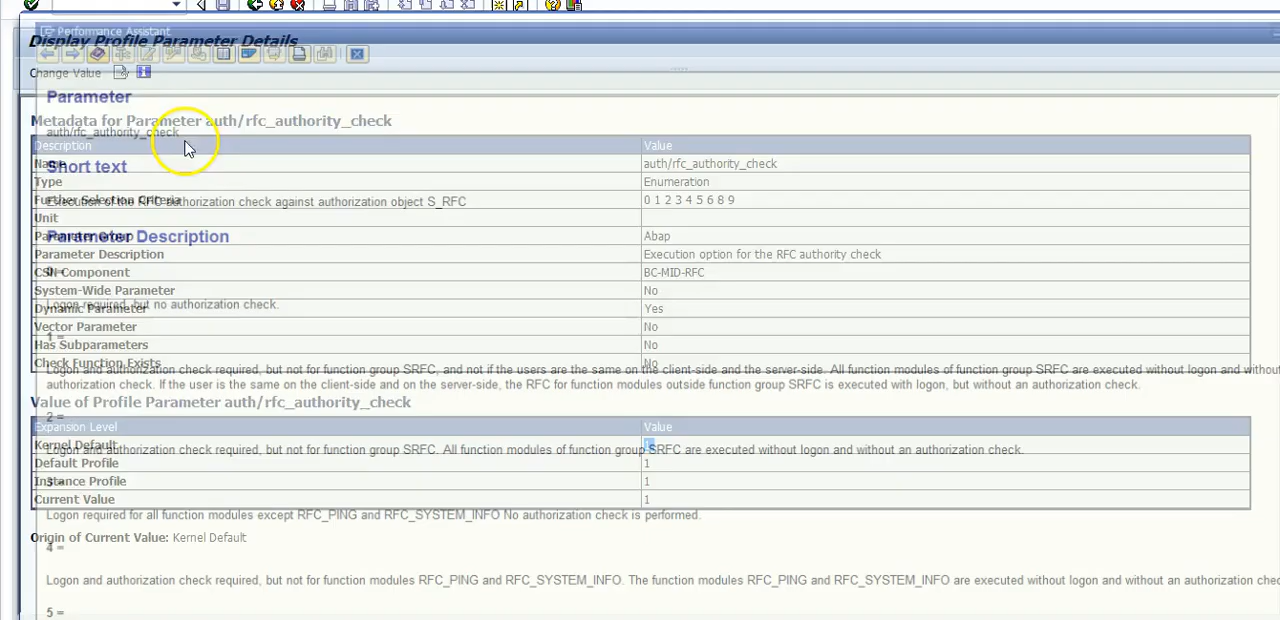 Performance Assistant
Display Profile Parameter Details
Change Value
Parameter
Metadata for Parameter auth/rfc_authority_check
auth/rfc_authority_check
Description Value
Name auth/rfc_authority_check
Short text
Type Enumeration
Further Selection Criteria 0 1 2 3 4 5 6 8 9
Execution of the RFC authorization check against authorization object S_RFC
Unit
Parameter Group Abap
Parameter Description
Parameter Description Execution option for the RFC authority check
0 =
CSN Component BC-MID-RFC
System-Wide Parameter No
Logon required, but no authorization check.
Dynamic Parameter Yes
Vector Parameter No
1 =
Has Subparameters No
Check Function Exists No
Logon and authorization check required, but not for function group SRFC, and not if the users are the same on the client-side and the server-side. All function modules of function group SRFC are executed without logon and without
authorization check. If the user is the same on the client-side and on the server-side, the RFC for function modules outside function group SRFC is executed with logon, but without an authorization check.
Value of Profile Parameter auth/rfc_authority_check
2 =
Expansion Level Value
Kernel Default 1
Logon and authorization check required, but not for function group SRFC. All function modules of function group SRFC are executed without logon and without an authorization check.
Default Profile 1
Instance Profile 1
3 =
Current Value 1
Logon required for all function modules except RFC_PING and RFC_SYSTEM_INFO No authorization check is performed.
Origin of Current Value: Kernel Default
4 =
Logon and authorization check required, but not for function modules RFC_PING and RFC_SYSTEM_INFO. The function modules RFC_PING and RFC_SYSTEM_INFO are executed without logon and without an authorization chec
5 =